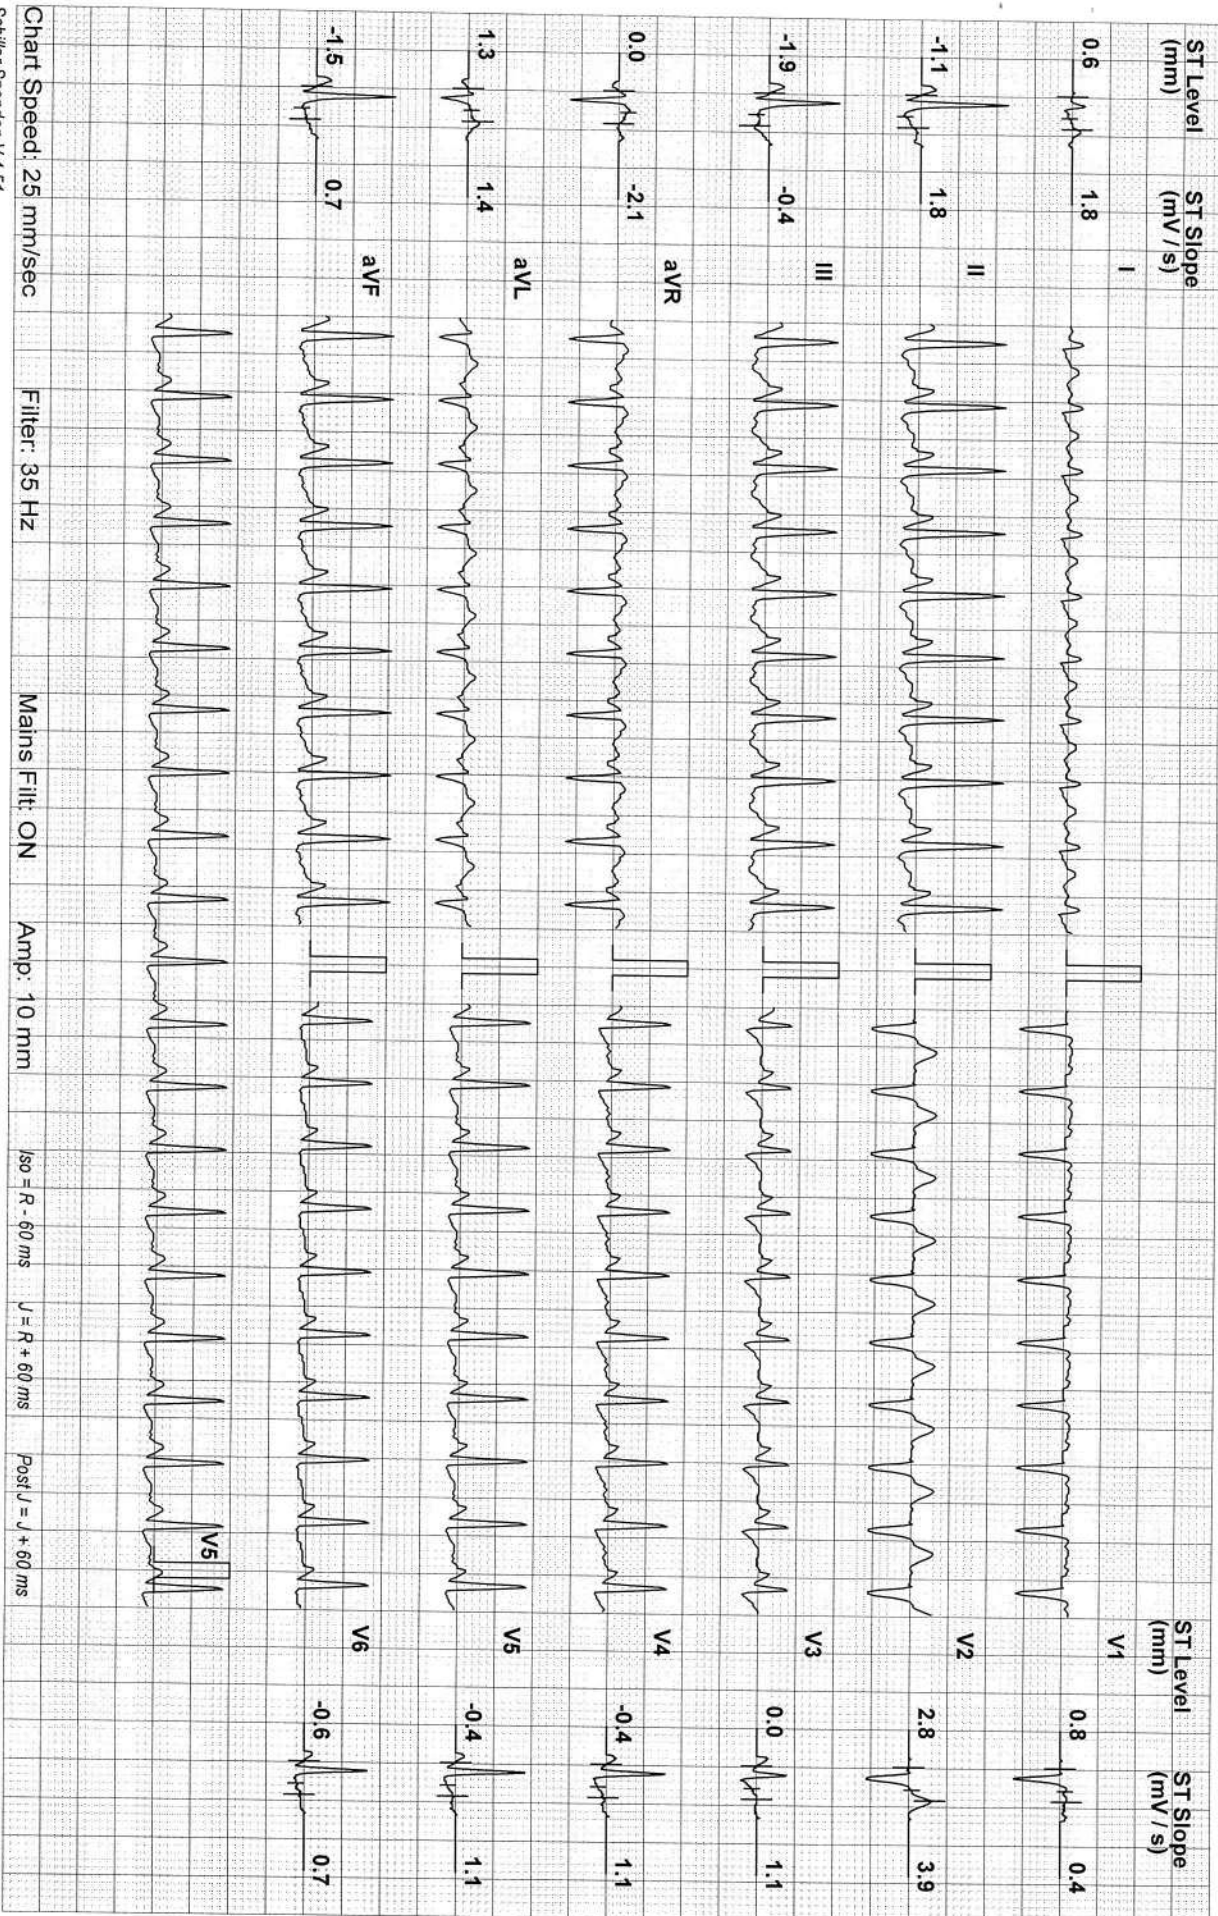 ST Level
(mm)
ST Slope
(mV / s)
I
0.6
1.8
II
-1.1
1.8
III
-1.9
-0.4
aVR
0.0
-2.1
aVL
1.3
1.4
aVF
-1.5
0.7
ST Level
(mm)
ST Slope
(mV / s)
V1
0.8
0.4
V2
2.8
3.9
V3
0.0
1.1
V4
-0.4
1.1
V5
-0.4
1.1
V6
-0.6
0.7
V5
Chart Speed: 25 mm/sec Filter: 35 Hz Mains Filt: ON Amp: 10 mm Iso = R - 60 ms J = R + 60 ms Post J = J + 60 ms